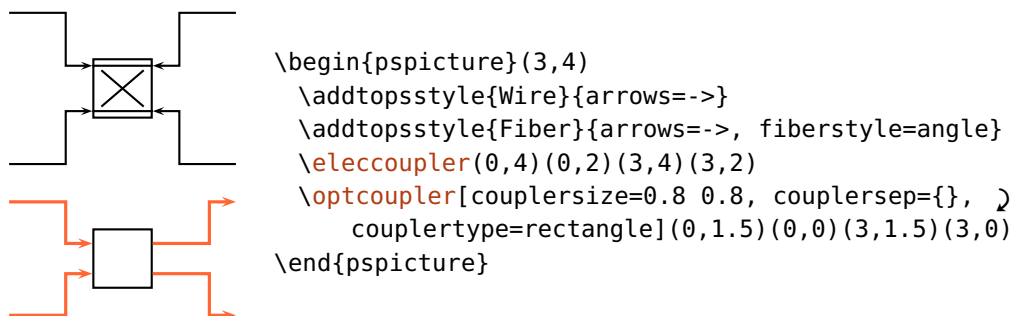 \begin{pspicture}(3,4)
\addtopsstyle{Wire}{arrows=->}
\addtopsstyle{Fiber}{arrows=->, fiberstyle=angle}
\eleccoupler(0,4)(0,2)(3,4)(3,2)
\optcoupler[couplersize=0.8 0.8, couplersep={},
couplertype=rectangle](0,1.5)(0,0)(3,1.5)(3,0)
\end{pspicture}